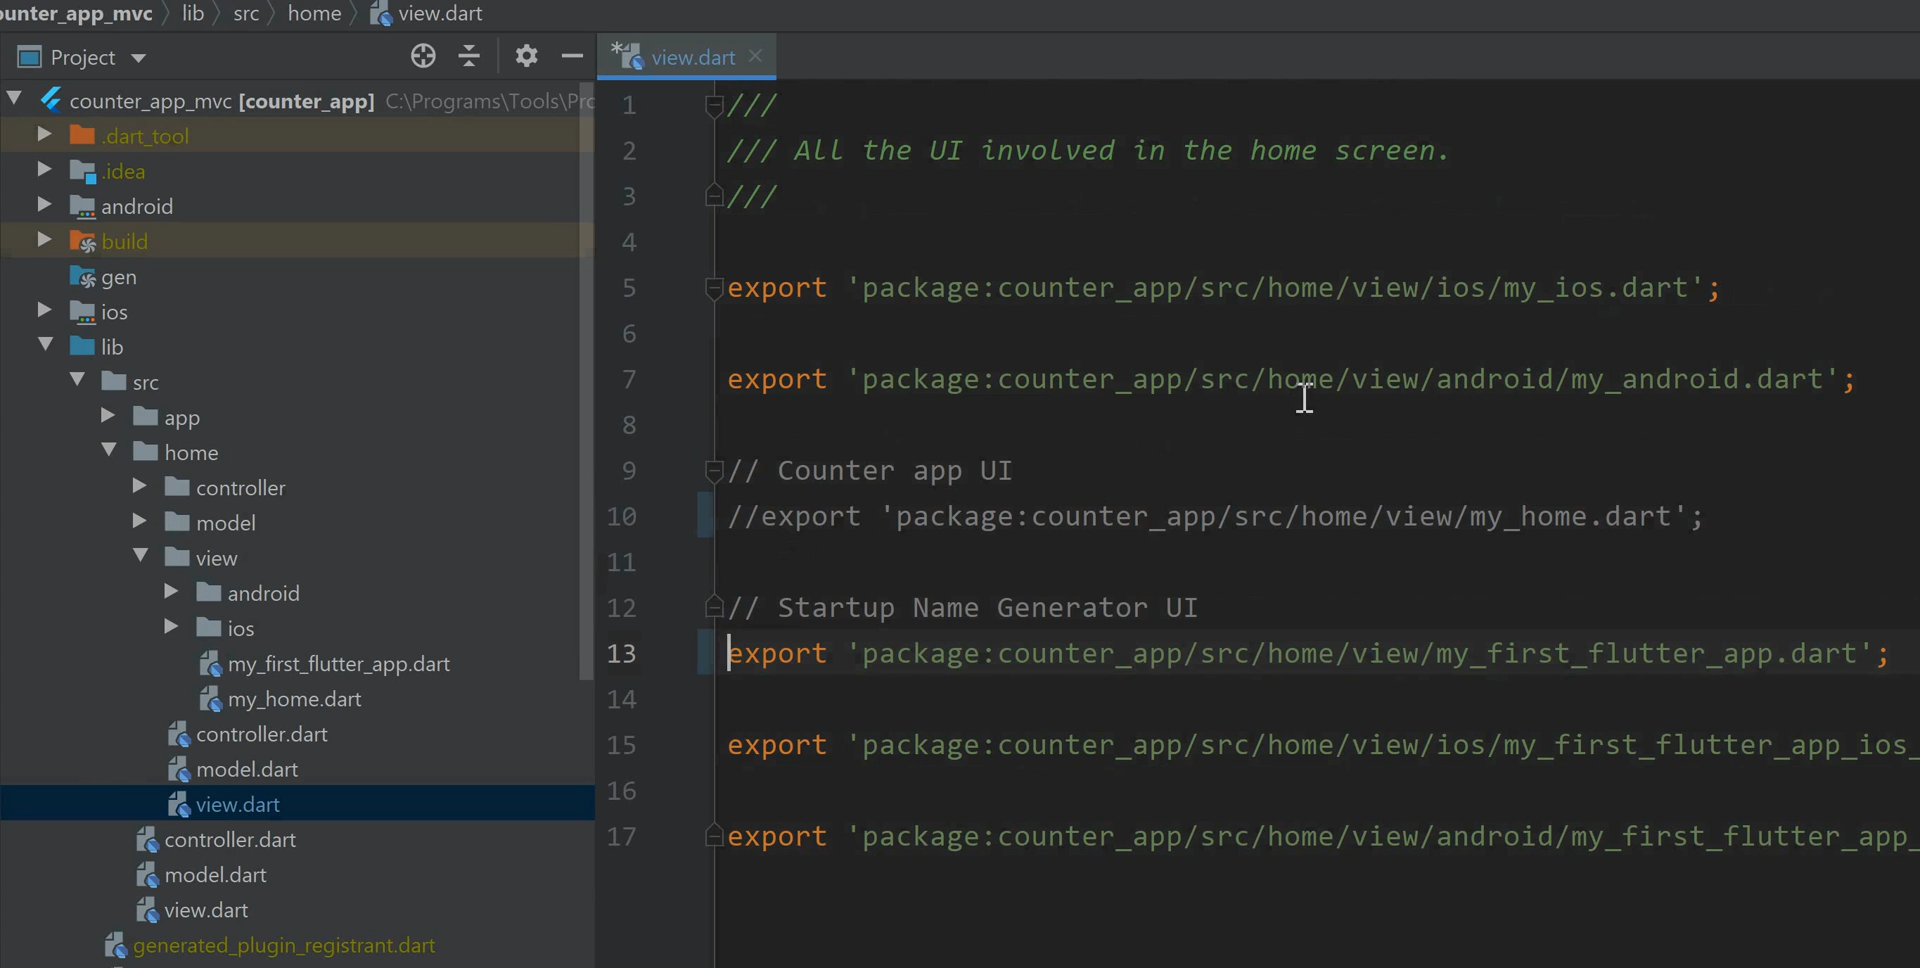 ounter_app_mvc lib src home view.dart
Project
view.dart
counter_app_mvc [counter_app] C:\Programs\Tools\Pro
.dart_tool
.idea
android
build
gen
ios
lib
src
app
home
controller
model
view
android
ios
my_first_flutter_app.dart
my_home.dart
controller.dart
model.dart
view.dart
controller.dart
model.dart
view.dart
generated_plugin_registrant.dart
1 ///
2 /// All the UI involved in the home screen.
3 ///
4
5 export 'package:counter_app/src/home/view/ios/my_ios.dart';
6
7 export 'package:counter_app/src/home/view/android/my_android.dart';
8
9 // Counter app UI
10 //export 'package:counter_app/src/home/view/my_home.dart';
11
12 // Startup Name Generator UI
13 export 'package:counter_app/src/home/view/my_first_flutter_app.dart';
14
15 export 'package:counter_app/src/home/view/ios/my_first_flutter_app_ios_
16
17 export 'package:counter_app/src/home/view/android/my_first_flutter_app_